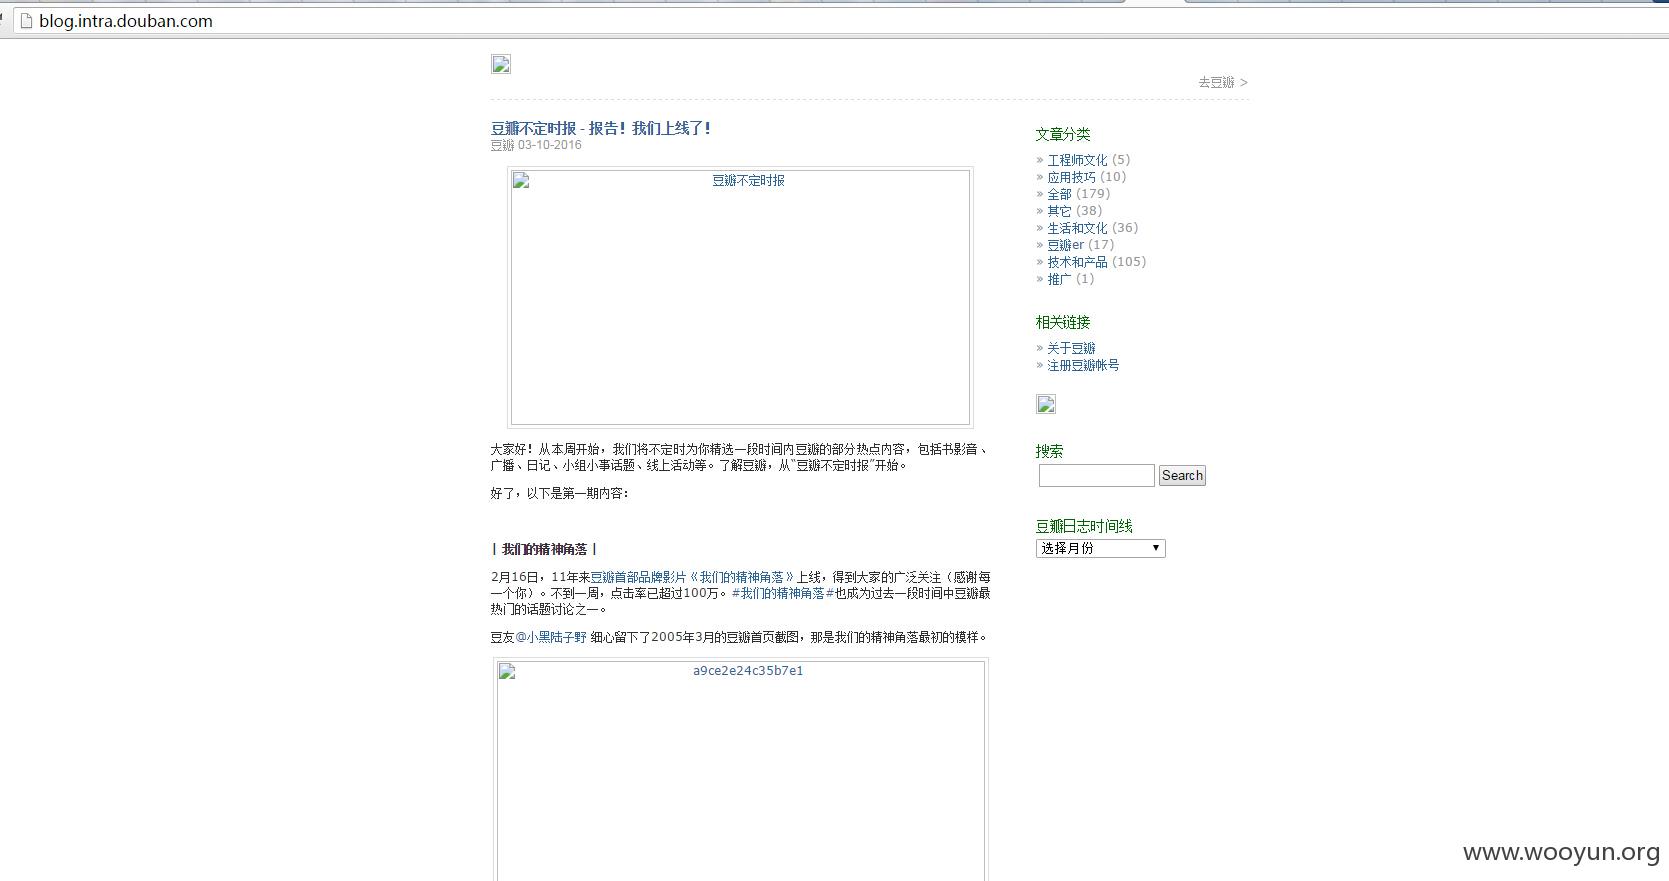 blog.intra.douban.com
去豆瓣 >
豆瓣不定时报 - 报告！我们上线了！
豆瓣 03-10-2016
豆瓣不定时报
大家好！从本周开始，我们将不定时为你精选一段时间内豆瓣的部分热点内容，包括书影音、
广播、日记、小组小事话题、线上活动等。了解豆瓣，从“豆瓣不定时报”开始。
好了，以下是第一期内容：
| 我们的精神角落 |
2月16日，11年来豆瓣首部品牌影片《我们的精神角落》上线，得到大家的广泛关注（感谢每
一个你）。不到一周，点击率已超过100万。#我们的精神角落#也成为过去一段时间中豆瓣最
热门的话题讨论之一。
豆友@小黑陆子野 细心留下了2005年3月的豆瓣首页截图，那是我们的精神角落最初的模样。
a9ce2e24c35b7e1
文章分类
» 工程师文化 (5)
» 应用技巧 (10)
» 全部 (179)
» 其它 (38)
» 生活和文化 (36)
» 豆瓣er (17)
» 技术和产品 (105)
» 推广 (1)
相关链接
» 关于豆瓣
» 注册豆瓣帐号
搜索
Search
豆瓣日志时间线
选择月份
www.wooyun.org